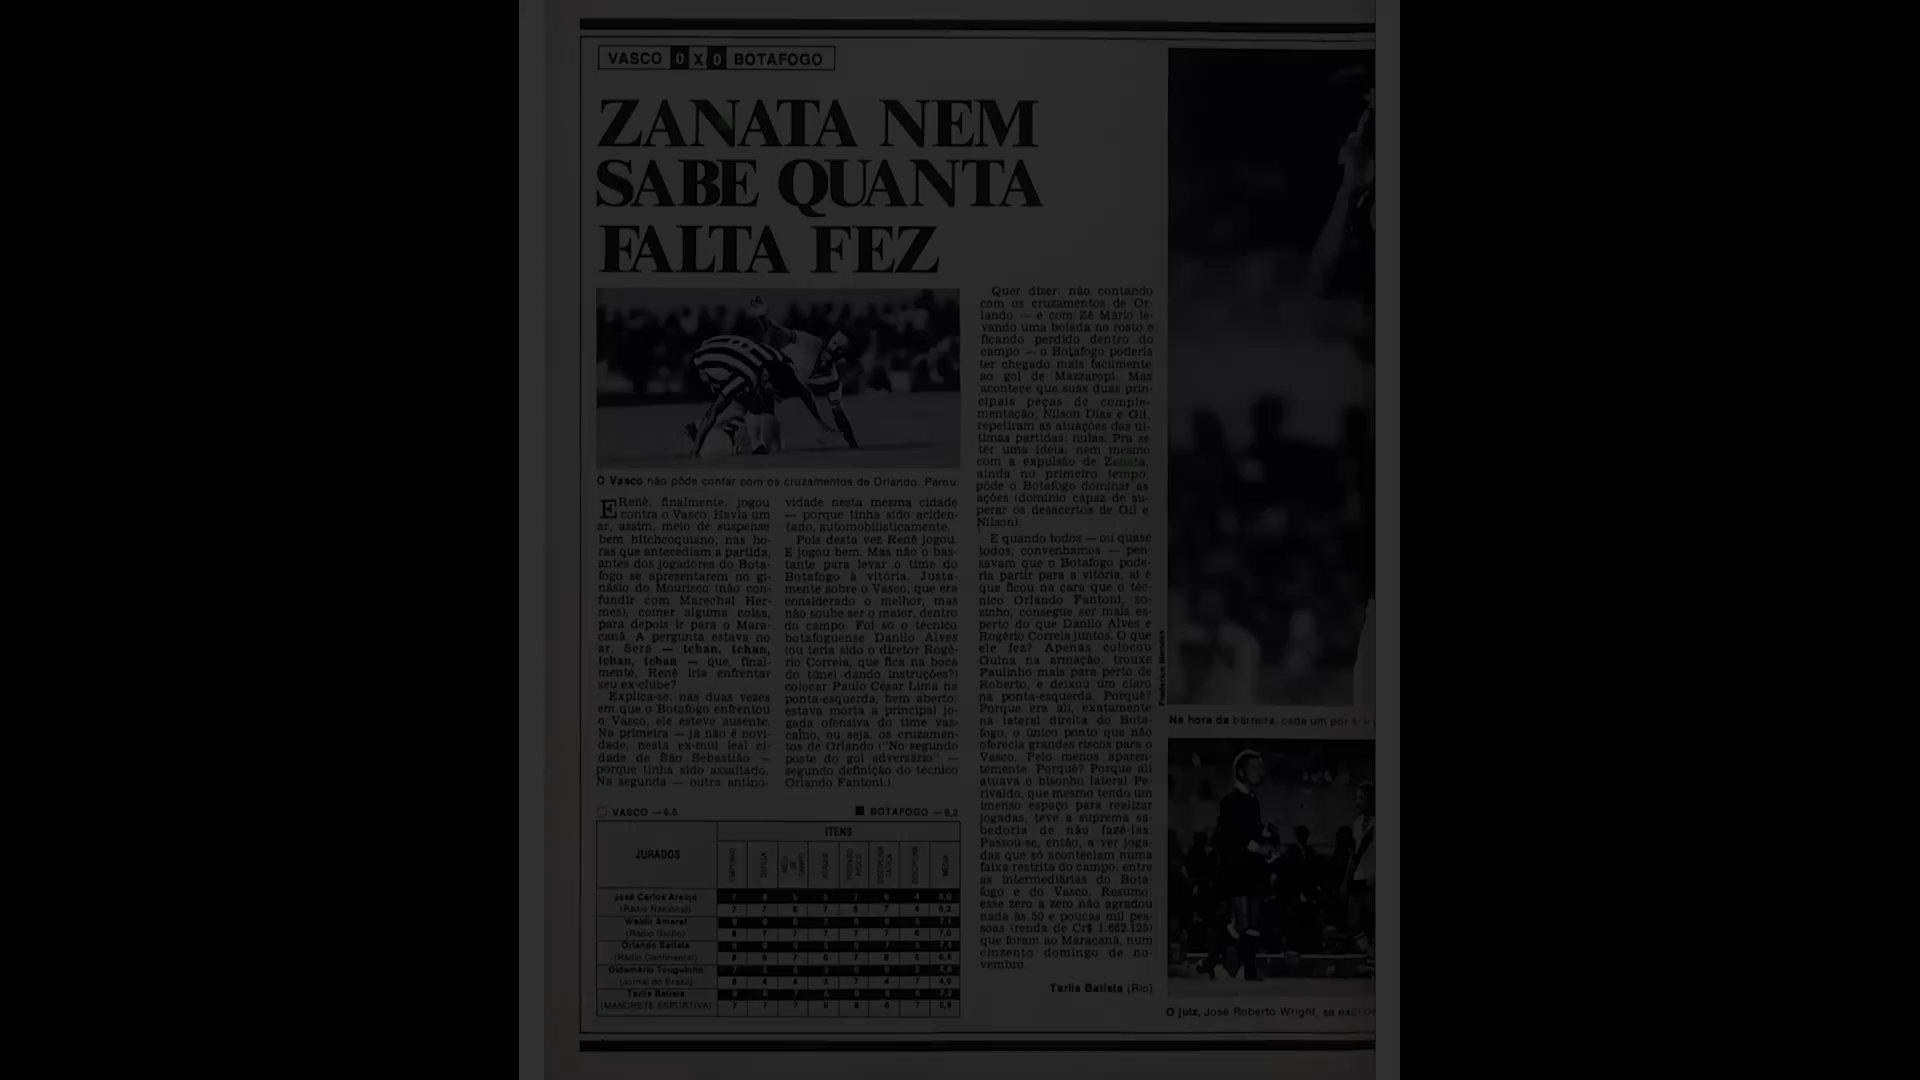 VASCO 0 X 0 BOTAFOGO
ZANATA NEM
SABE QUANTA
FALTA FEZ
O Vasco não pôde contar com os cruzamentos de Orlando. Parou.
E Renê, finalmente, jogou
contra o Vasco. Havia um
ar, assim, meio de suspense
bem hitchcoquiano, nas ho-
ras que antecediam a partida,
antes dos jogadores do Bota-
fogo se apresentarem no gi-
násio do Mourisco (não con-
fundir com Marechal Her-
mes), comer alguma coisa,
para depois ir para o Mara-
canã. A pergunta estava no
ar. Será — tchan, tchan,
tchan, tchan — que, final-
mente, Renê iria enfrentar
seu ex-clube?
Explica-se: nas duas vezes
em que o Botafogo enfrentou
o Vasco, ele esteve ausente.
Na primeira — já não é novi-
dade, nesta ex-mui leal ci-
dade de São Sebastião —
porque tinha sido assaltado.
Na segunda — outra antino-
vidade nesta mesma cidade
— porque tinha sido aciden-
tado, automobilisticamente.
Pois desta vez Renê jogou.
E jogou bem. Mas não o bas-
tante para levar o time do
Botafogo à vitória. Justa-
mente sobre o Vasco, que era
considerado o melhor, mas
não soube ser o maior, dentro
do campo. Foi só o técnico
botafoguense Danilo Alves
(ou teria sido o diretor Rogé-
rio Correia, que fica na boca
do túnel dando instruções?)
colocar Paulo César Lima na
ponta-esquerda, bem aberto:
estava morta a principal jo-
gada ofensiva do time vas-
caíno, ou seja, os cruzamen-
tos de Orlando ("No segundo
poste do gol adversário" —
segundo definição do técnico
Orlando Fantoni.)
Quer dizer: não contando
com os cruzamentos de Or-
lando — e com Zé Mário le-
vando uma bolada no rosto e
ficando perdido dentro do
campo — o Botafogo poderia
ter chegado mais facilmente
ao gol de Mazzaropi. Mas
acontece que suas duas prin-
cipais peças de comple-
mentação, Nilson Dias e Gil,
repetiram as atuações das úl-
timas partidas: nulas. Pra se
ter uma idéia: nem mesmo
com a expulsão de Zanata,
ainda no primeiro tempo,
pôde o Botafogo dominar as
ações (domínio capaz de su-
perar os desacertos de Gil e
Nilson).
E quando todos — ou quase
todos, convenhamos — pen-
savam que o Botafogo pode-
ria partir para a vitória, aí é
que ficou na cara que o téc-
nico Orlando Fantoni, so-
zinho, consegue ser mais es-
perto do que Danilo Alves e
Rogério Correia juntos. O que
ele fez? Apenas colocou
Guina na armação, trouxe
Paulinho mais para perto de
Roberto, e deixou um claro
na ponta-esquerda. Porquê?
Porque era ali, exatamente
na lateral direita do Bota-
fogo, o único ponto que não
oferecia grandes riscos para o
Vasco. Pelo menos aparen-
temente. Porquê? Porque ali
atuava o bisonho lateral Pe-
rivaldo, que mesmo tendo um
imenso espaço para realizar
jogadas, teve a suprema sa-
bedoria de não fazê-las.
Passou-se, então, a ver joga-
das que só aconteciam numa
faixa restrita do campo: entre
as intermediárias do Bota-
fogo e do Vasco. Resumo:
esse zero a zero não agradou
nada às 50 e poucas mil pes-
soas (renda de Cr$ 1.662.125)
que foram ao Maracanã, num
cinzento domingo de no-
vembro.
Tarlis Batista (Rio)
Na hora da barreira, cada um por si e
O juiz, José Roberto Wright, se
VASCO — 6,5
BOTAFOGO — 6,2
ITENS
JURADOS
EMPENHO DEFESA MEIO DE CAMPO ATAQUE DISCIPLINA TÁTICA DISCIPLINA MÉDIA
José Carlos Araújo
(Rádio Nacional)
Waldir Amaral
(Rádio Globo)
Orlando Batista
(Rádio Continental)
Oldemário Touguinhó
(Jornal do Brasil)
Tarlis Batista
(MANCHETE ESPORTIVA)